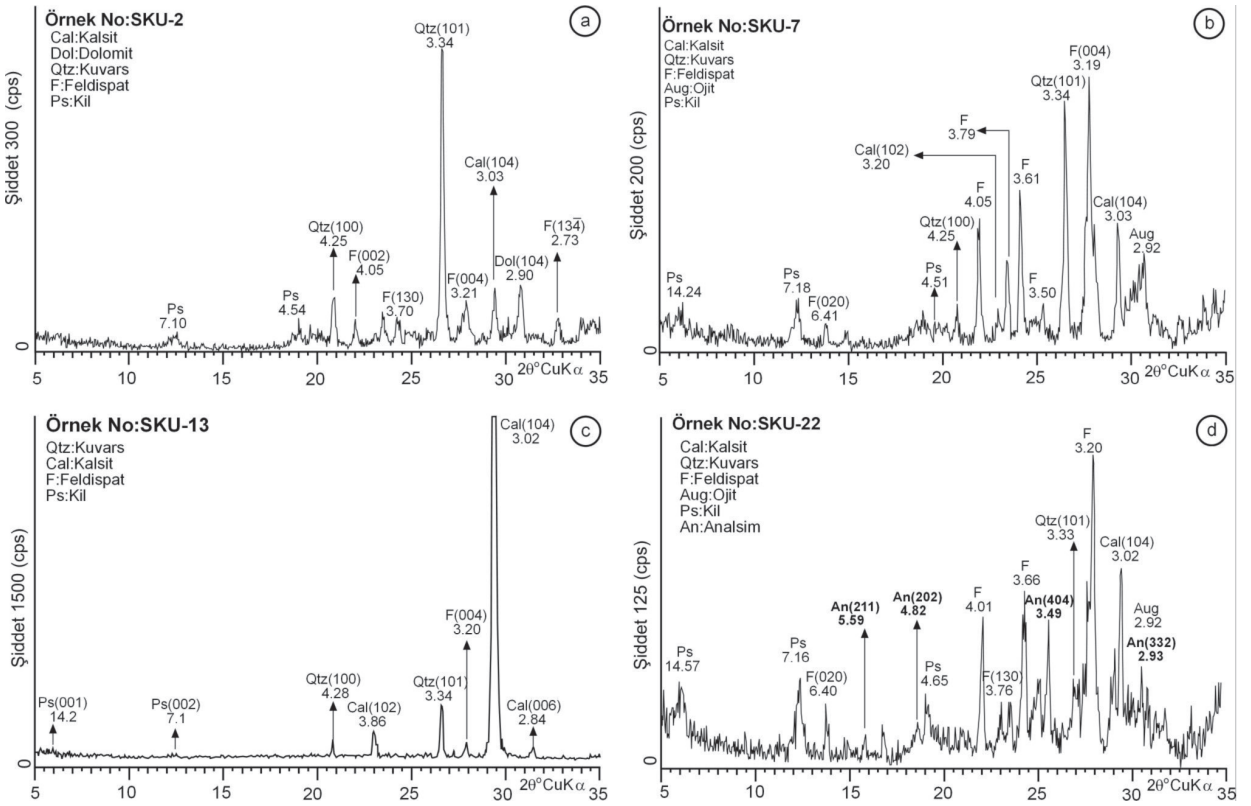 Örnek No:SKU-2
a
Cal:Kalsit
Dol:Dolomit
Qtz:Kuvars
F:Feldispat
Ps:Kil
Şiddet 300 (cps)
0
Ps
7.10
Ps
4.54
Qtz(100)
4.25
F(002)
4.05
F(130)
3.70
Qtz(101)
3.34
F(004)
3.21
Cal(104)
3.03
Dol(104)
2.90
F(134̅)
2.73
5 10 15 20 25 30 35
2θ°CuKα
Örnek No:SKU-7
b
Cal:Kalsit
Qtz:Kuvars
F:Feldispat
Aug:Ojit
Ps:Kil
Şiddet 200 (cps)
0
Ps
14.24
Ps
7.18
F(020)
6.41
Ps
4.51
Qtz(100)
4.25
F
4.05
Cal(102)
3.20
F
3.79
F
3.61
F
3.50
Qtz(101)
3.34
F(004)
3.19
Cal(104)
3.03
Aug
2.92
5 10 15 20 25 30 35
2θ°CuKα
Örnek No:SKU-13
c
Qtz:Kuvars
Cal:Kalsit
F:Feldispat
Ps:Kil
Şiddet 1500 (cps)
0
Ps(001)
14.2
Ps(002)
7.1
Qtz(100)
4.28
Cal(102)
3.86
Qtz(101)
3.34
F(004)
3.20
Cal(104)
3.02
Cal(006)
2.84
5 10 15 20 25 30 35
2θ°CuKα
Örnek No:SKU-22
d
Cal:Kalsit
Qtz:Kuvars
F:Feldispat
Aug:Ojit
Ps:Kil
An:Analsim
Şiddet 125 (cps)
0
Ps
14.57
Ps
7.16
F(020)
6.40
An(211)
5.59
An(202)
4.82
Ps
4.65
F
4.01
F(130)
3.76
F
3.66
An(404)
3.49
Qtz(101)
3.33
F
3.20
Cal(104)
3.02
Aug
2.92
An(332)
2.93
5 10 15 20 25 30 35
2θ°CuKα